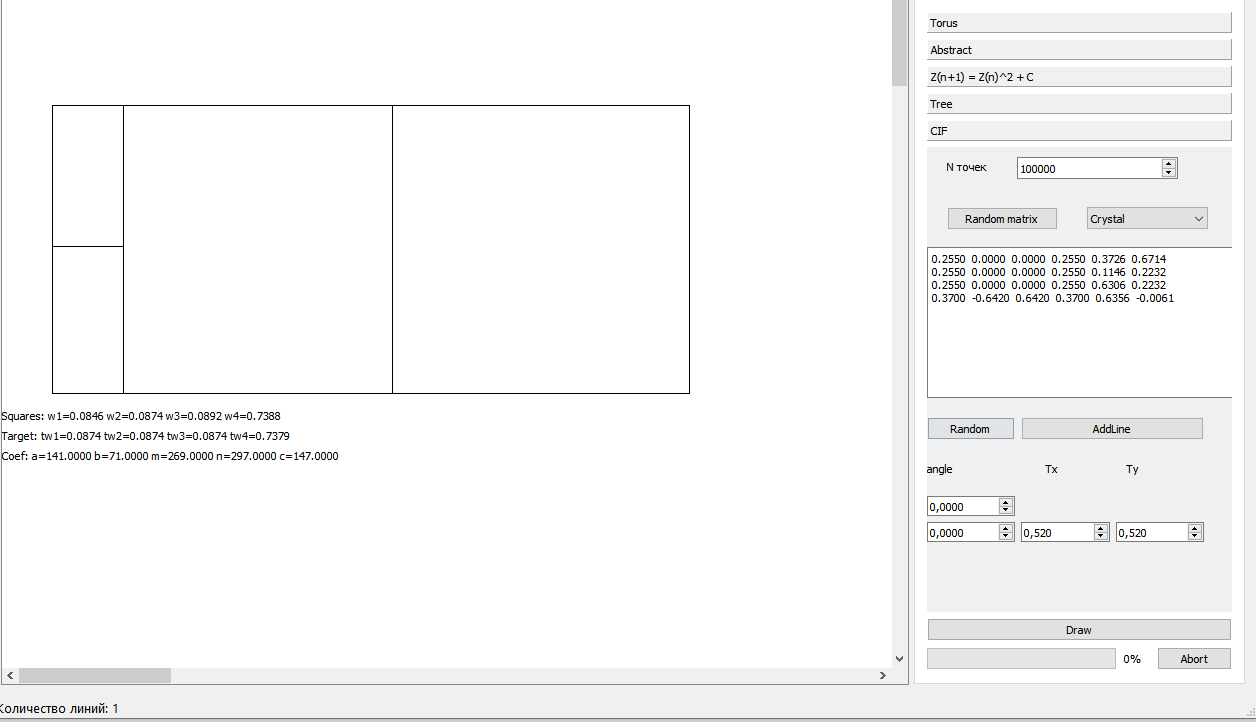 Squares: w1=0.0846 w2=0.0874 w3=0.0892 w4=0.7388
Target: tw1=0.0874 tw2=0.0874 tw3=0.0874 tw4=0.7379
Coef: a=141.0000 b=71.0000 m=269.0000 n=297.0000 c=147.0000
Torus
Abstract
Z(n+1) = Z(n)^2 + C
Tree
CIF
N точек 100000
Random matrix Crystal
0.2550 0.0000 0.0000 0.2550 0.3726 0.6714
0.2550 0.0000 0.0000 0.2550 0.1146 0.2232
0.2550 0.0000 0.0000 0.2550 0.6306 0.2232
0.3700 -0.6420 0.6420 0.3700 0.6356 -0.0061
Random AddLine
angle Tx Ty
0,0000
0,0000 0,520 0,520
Draw
0% Abort
Количество линий: 1